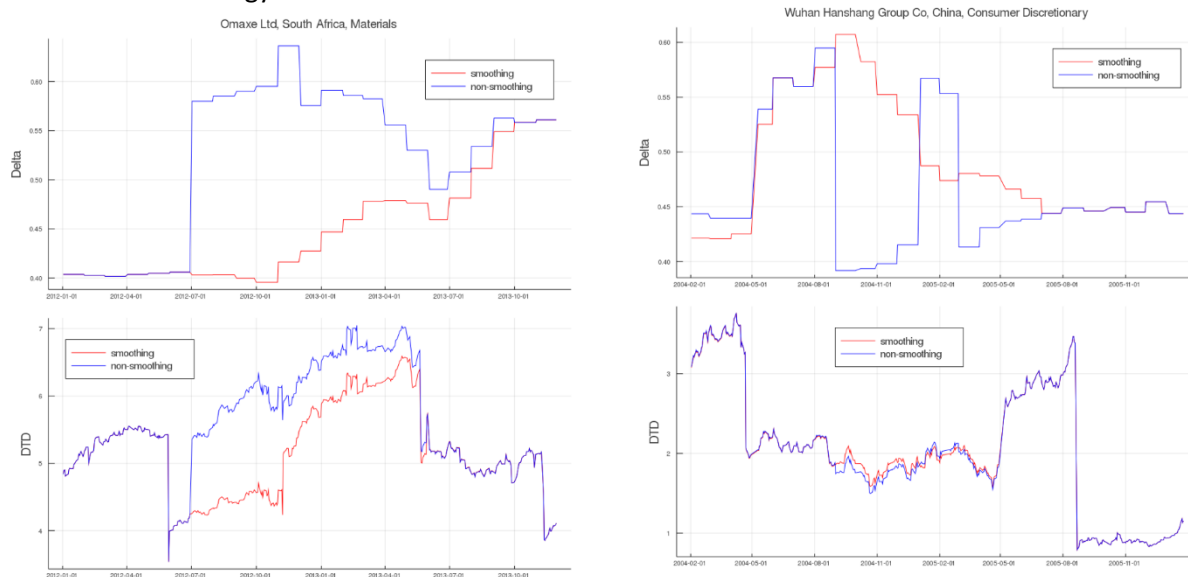 Omaxe Ltd, South Africa, Materials
smoothing
non-smoothing
Delta
0.60
0.55
0.50
0.45
0.40
2012-01-01 2012-04-01 2012-07-01 2012-10-01 2013-01-01 2013-04-01 2013-07-01 2013-10-01
smoothing
non-smoothing
DTD
7
6
5
4
2012-01-01 2012-04-01 2012-07-01 2012-10-01 2013-01-01 2013-04-01 2013-07-01 2013-10-01
Wuhan Hanshang Group Co, China, Consumer Discretionary
smoothing
non-smoothing
Delta
0.60
0.55
0.50
0.45
0.40
2004-02-01 2004-05-01 2004-08-01 2004-11-01 2005-02-01 2005-05-01 2005-08-01 2005-11-01
smoothing
non-smoothing
DTD
3
2
1
2004-02-01 2004-05-01 2004-08-01 2004-11-01 2005-02-01 2005-05-01 2005-08-01 2005-11-01